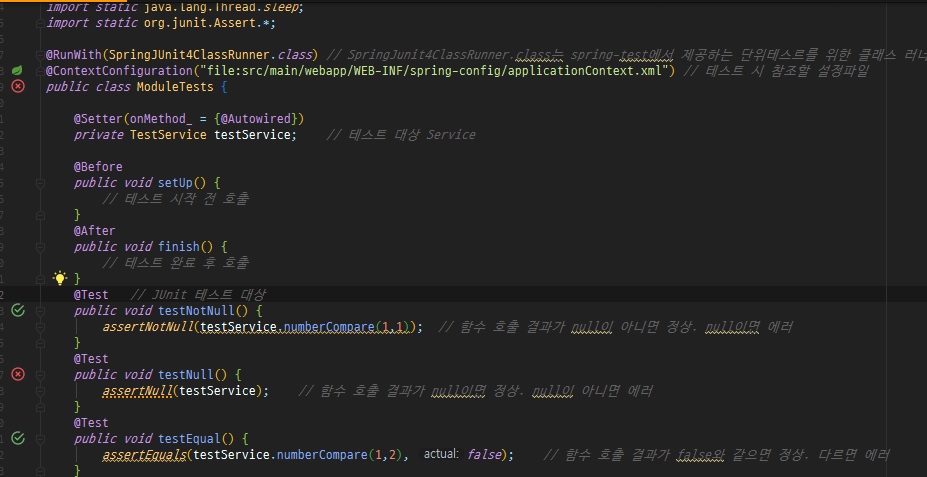 import static java.lang.Thread.sleep;
import static org.junit.Assert.*;
@RunWith(SpringJUnit4ClassRunner.class) // SpringJunit4ClassRunner.class는 spring-test에서 제공하는 단위테스트를 위한 클래스 러너
@ContextConfiguration("file:src/main/webapp/WEB-INF/spring-config/applicationContext.xml") // 테스트 시 참조할 설정파일
public class ModuleTests {
@Setter(onMethod_ = {@Autowired})
private TestService testService; // 테스트 대상 Service
@Before
public void setUp() {
// 테스트 시작 전 호출
}
@After
public void finish() {
// 테스트 완료 후 호출
}
@Test // JUnit 테스트 대상
public void testNotNull() {
assertNotNull(testService.numberCompare(1,1)); // 함수 호출 결과가 null이 아니면 정상. null이면 에러
}
@Test
public void testNull() {
assertNull(testService); // 함수 호출 결과가 null이면 정상. null이 아니면 에러
}
@Test
public void testEqual() {
assertEquals(testService.numberCompare(1,2), actual: false); // 함수 호출 결과가 false와 같으면 정상. 다르면 에러
}